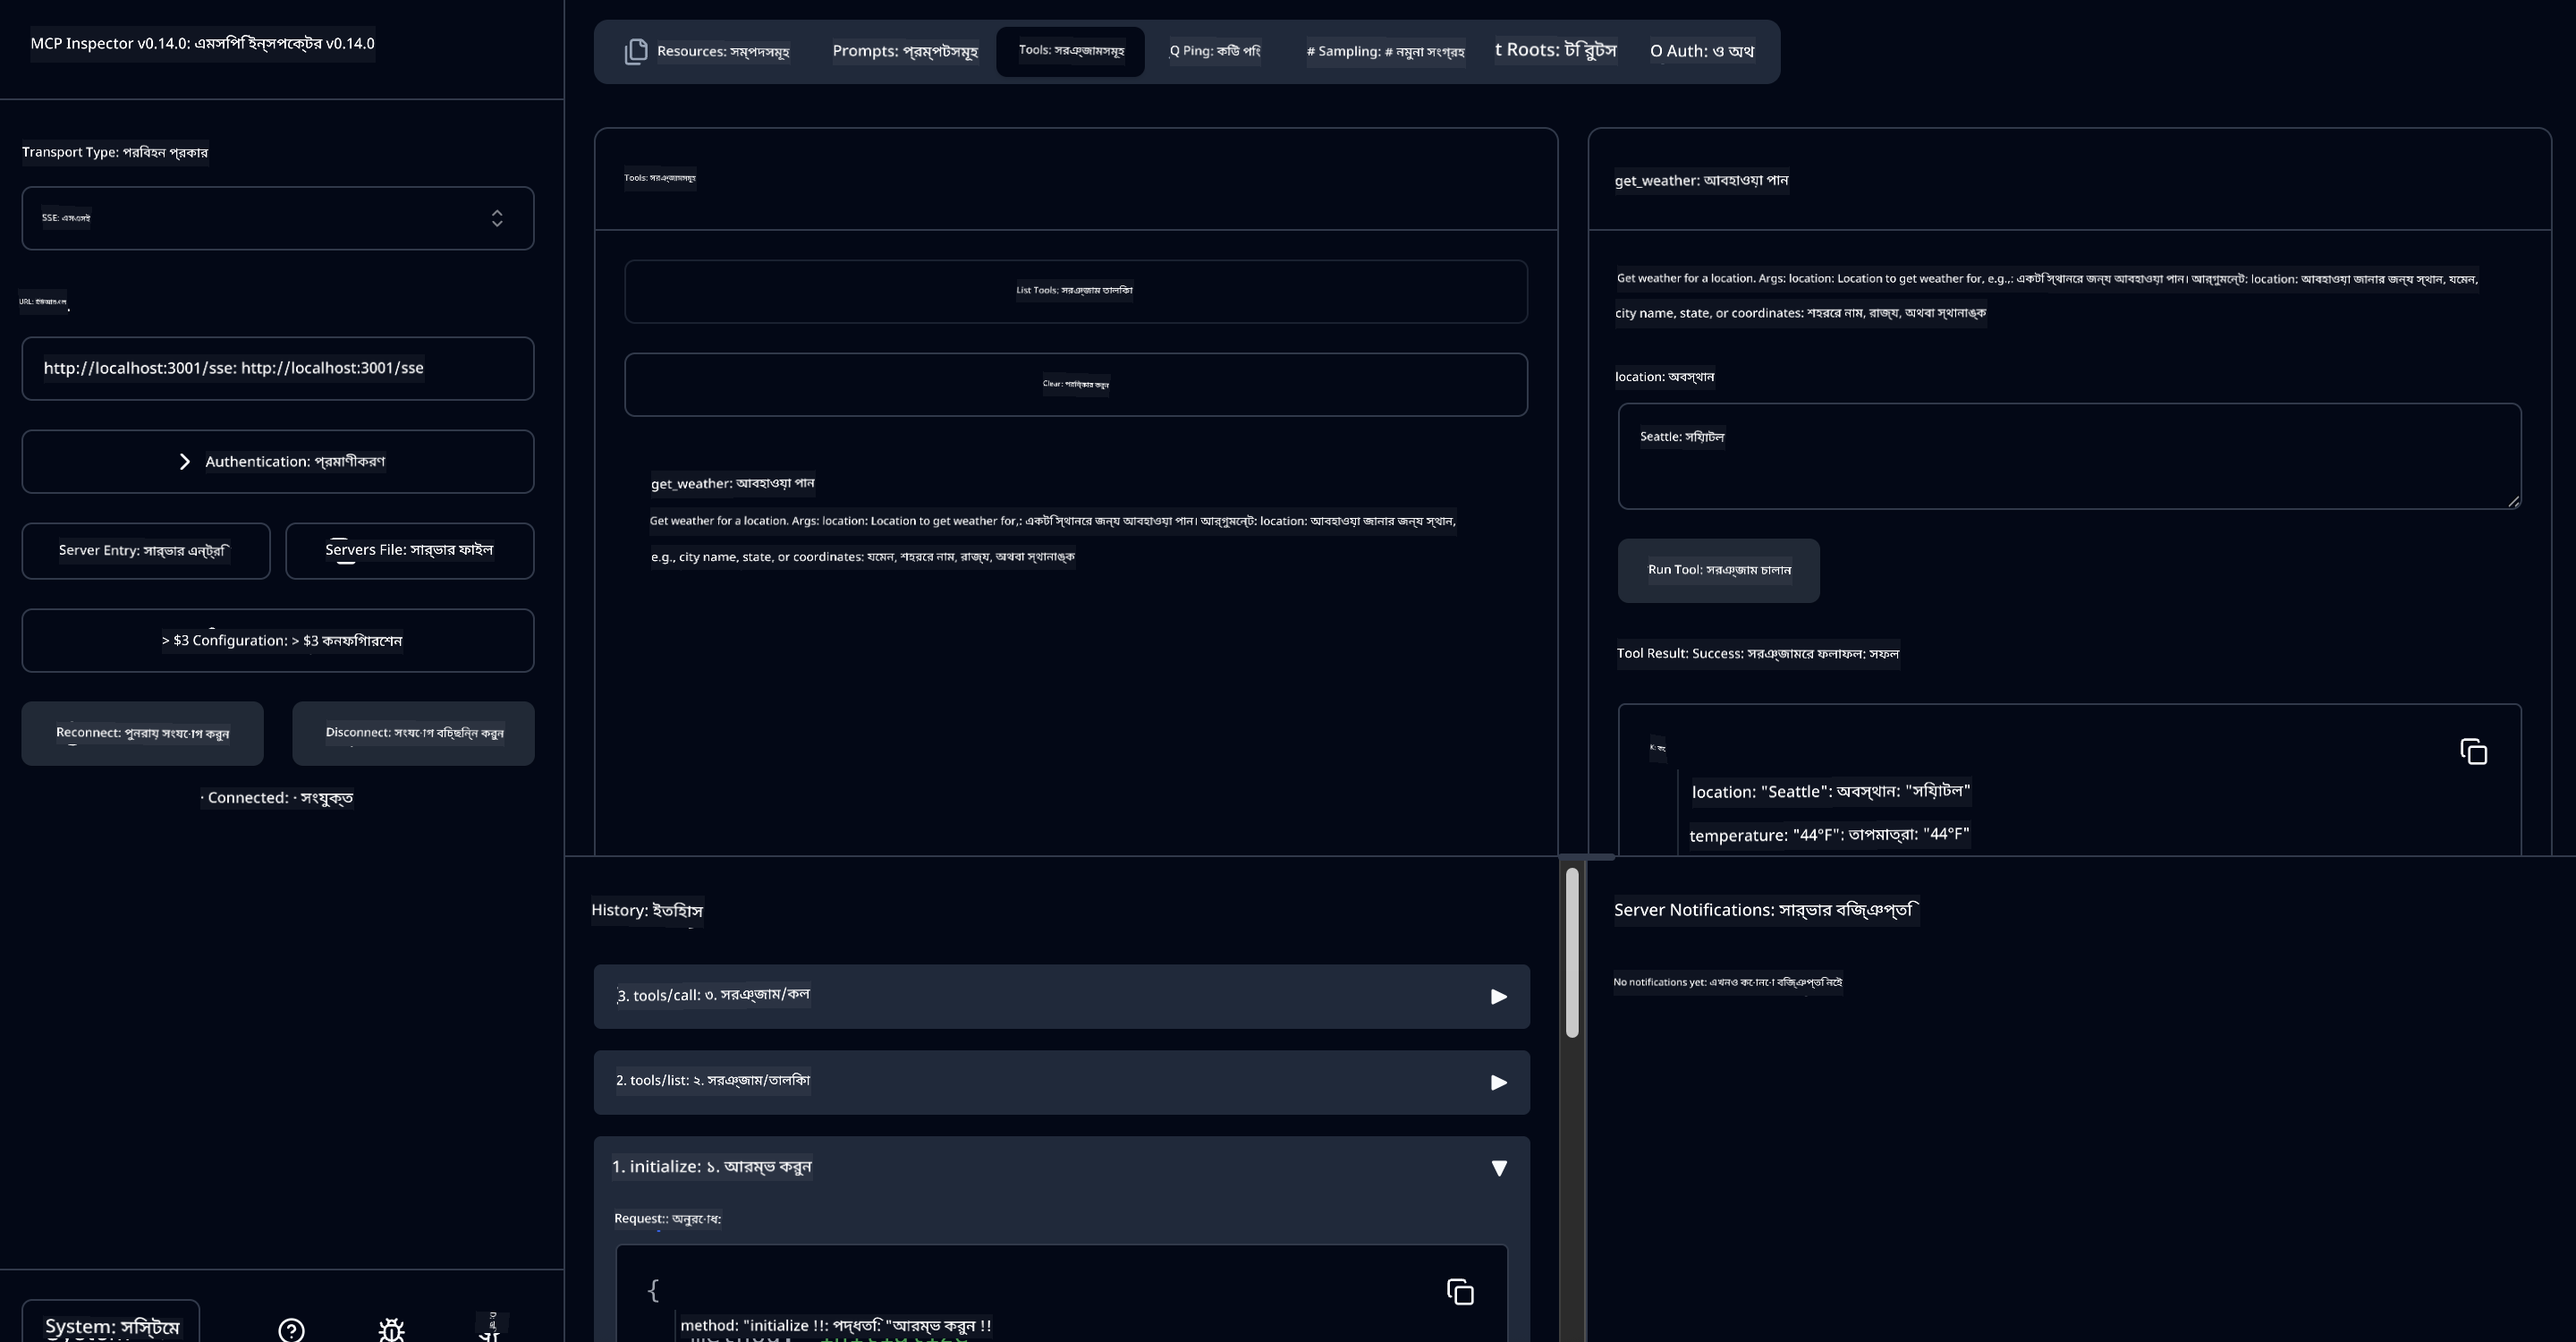 MCP Inspector v0.14.0: এমসিপি ইন্সপেক্টর v0.14.0
Transport Type: পরিবহন প্রকার
SSE: এসএসই
URL: ইউআরএল
http://localhost:3001/sse: http://localhost:3001/sse
Authentication: প্রমাণীকরণ
Server Entry: সার্ভার এন্ট্রি
Servers File: সার্ভার ফাইল
> $3 Configuration: > $3 কনফিগারেশন
Reconnect: পুনরায় সংযোগ করুন
Disconnect: সংযোগ বিচ্ছিন্ন করুন
· Connected: · সংযুক্ত
System: সিস্টেম
Resources: সম্পদসমূহ
Prompts: প্রম্পটসমূহ
Tools: সরঞ্জামসমূহ
Q Ping: কিউ পিং
# Sampling: # নমুনা সংগ্রহ
t Roots: টি রুটস
O Auth: ও অথ
Tools: সরঞ্জামসমূহ
List Tools: সরঞ্জাম তালিকা
Clear: পরিষ্কার করুন
get_weather: আবহাওয়া পান
Get weather for a location. Args: location: Location to get weather for,: একটি স্থানের জন্য আবহাওয়া পান। আর্গুমেন্ট: location: আবহাওয়া জানার জন্য স্থান,
e.g., city name, state, or coordinates: যেমন, শহরের নাম, রাজ্য, অথবা স্থানাঙ্ক
get_weather: আবহাওয়া পান
Get weather for a location. Args: location: Location to get weather for, e.g.,: একটি স্থানের জন্য আবহাওয়া পান। আর্গুমেন্ট: location: আবহাওয়া জানার জন্য স্থান, যেমন,
city name, state, or coordinates: শহরের নাম, রাজ্য, অথবা স্থানাঙ্ক
location: অবস্থান
Seattle: সিয়াটল
Run Tool: সরঞ্জাম চালান
Tool Result: Success: সরঞ্জামের ফলাফল: সফল
location: "Seattle": অবস্থান: "সিয়াটল"
temperature: "44°F": তাপমাত্রা: "44°F"
History: ইতিহাস
3. tools/call: ৩. সরঞ্জাম/কল
2. tools/list: ২. সরঞ্জাম/তালিকা
1. initialize: ১. আরম্ভ করুন
Request:: অনুরোধ:
{
method: "initialize !!: পদ্ধতি: "আরম্ভ করুন !!
Server Notifications: সার্ভার বিজ্ঞপ্তি
No notifications yet: এখনও কোনো বিজ্ঞপ্তি নেই